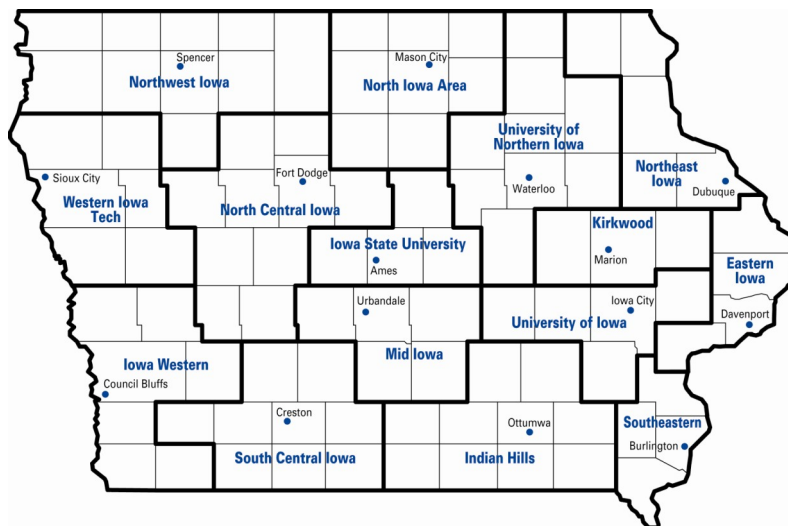 Spencer
Northwest Iowa
Mason City
North Iowa Area
University of
Northern Iowa
Waterloo
Northeast
Iowa
Dubuque
Sioux City
Western Iowa
Tech
Fort Dodge
North Central Iowa
Iowa State University
Ames
Kirkwood
Marion
Eastern
Iowa
Davenport
Urbandale
Mid Iowa
Iowa City
University of Iowa
Iowa Western
Council Bluffs
Creston
South Central Iowa
Ottumwa
Indian Hills
Southeastern
Burlington